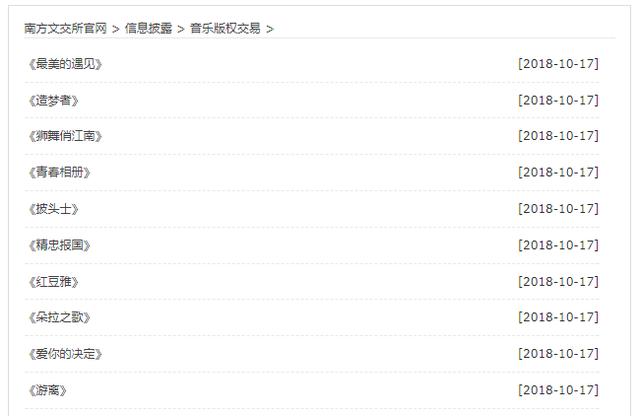 南方文交所官网 > 信息披露 > 音乐版权交易 >
《最美的遇见》 [2018-10-17]
《造梦者》 [2018-10-17]
《狮舞俏江南》 [2018-10-17]
《青春相册》 [2018-10-17]
《披头士》 [2018-10-17]
《精忠报国》 [2018-10-17]
《红豆雅》 [2018-10-17]
《朵拉之歌》 [2018-10-17]
《爱你的决定》 [2018-10-17]
《游离》 [2018-10-17]